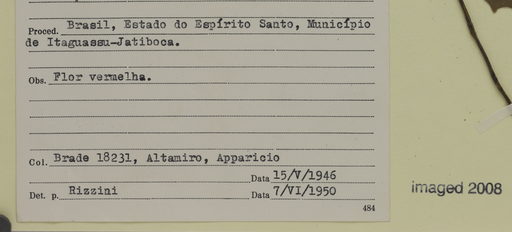 Proced. Brasil, Estado do Espírito Santo, Município
de Itaguassu-Jatiboca.
Obs. Flor vermelha.
Col. Brade 18231, Altamiro, Apparicio
Data 15/V/1946
Det. p. Rizzini Data 7/VI/1950
484
imaged 2008